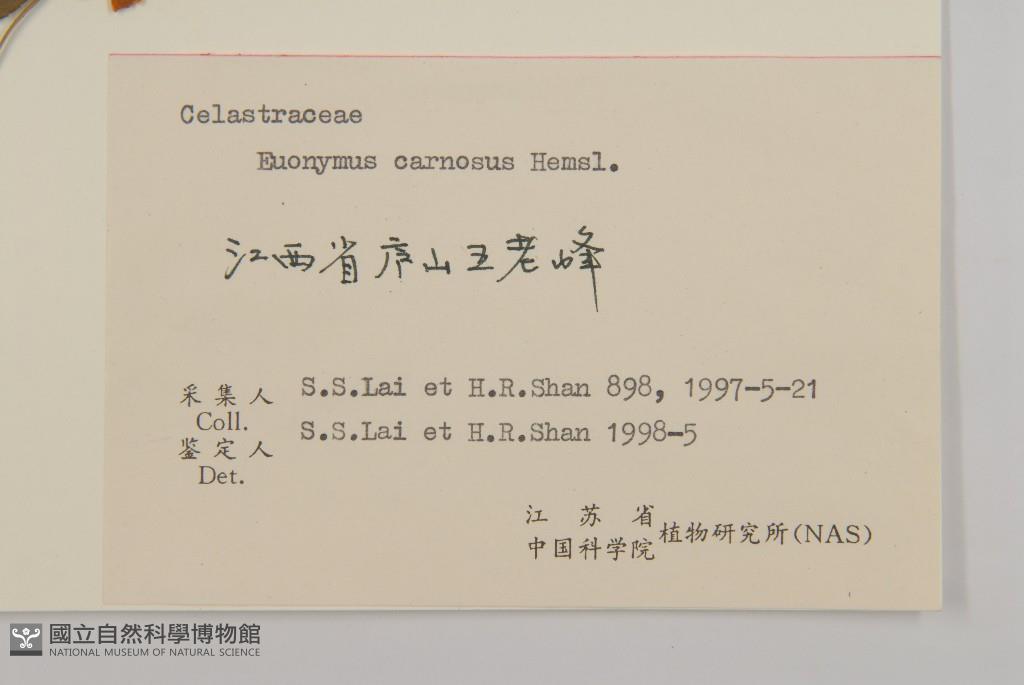 Celastraceae
Euonymus carnosus Hemsl.
江西省庐山五老峰
采集人 S.S.Lai et H.R.Shan 898, 1997-5-21
Coll.
鉴定人 S.S.Lai et H.R.Shan 1998-5
Det.
江苏省
中国科学院植物研究所(NAS)
國立自然科學博物館
NATIONAL MUSEUM OF NATURAL SCIENCE